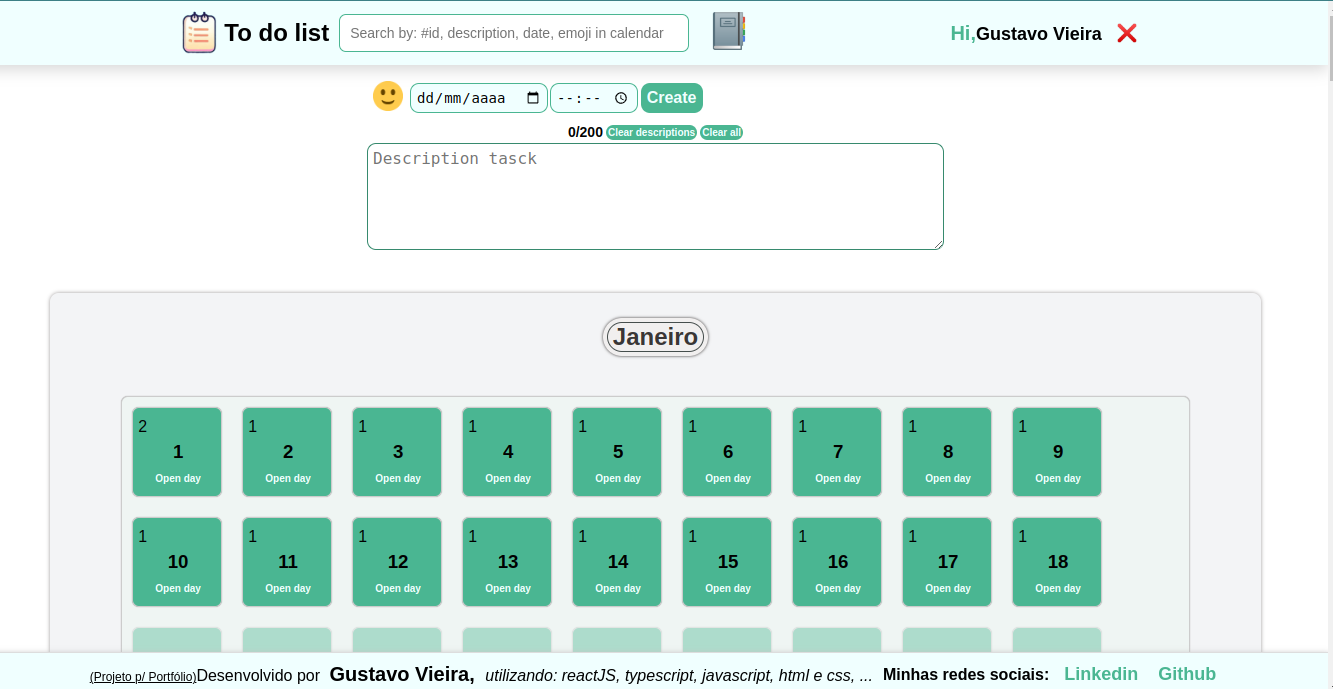 To do list Search by: #id, description, date, emoji in calendar Hi,Gustavo Vieira
dd/mm/aaaa --:-- Create
0/200 Clear descriptions Clear all
Description tasck
Janeiro
2 1 1 1 1 1 1 1 1
1 2 3 4 5 6 7 8 9
Open day Open day Open day Open day Open day Open day Open day Open day Open day
1 1 1 1 1 1 1 1 1
10 11 12 13 14 15 16 17 18
Open day Open day Open day Open day Open day Open day Open day Open day Open day
(Projeto p/ Portfólio)Desenvolvido por Gustavo Vieira, utilizando: reactJS, typescript, javascript, html e css, ... Minhas redes sociais: Linkedin Github